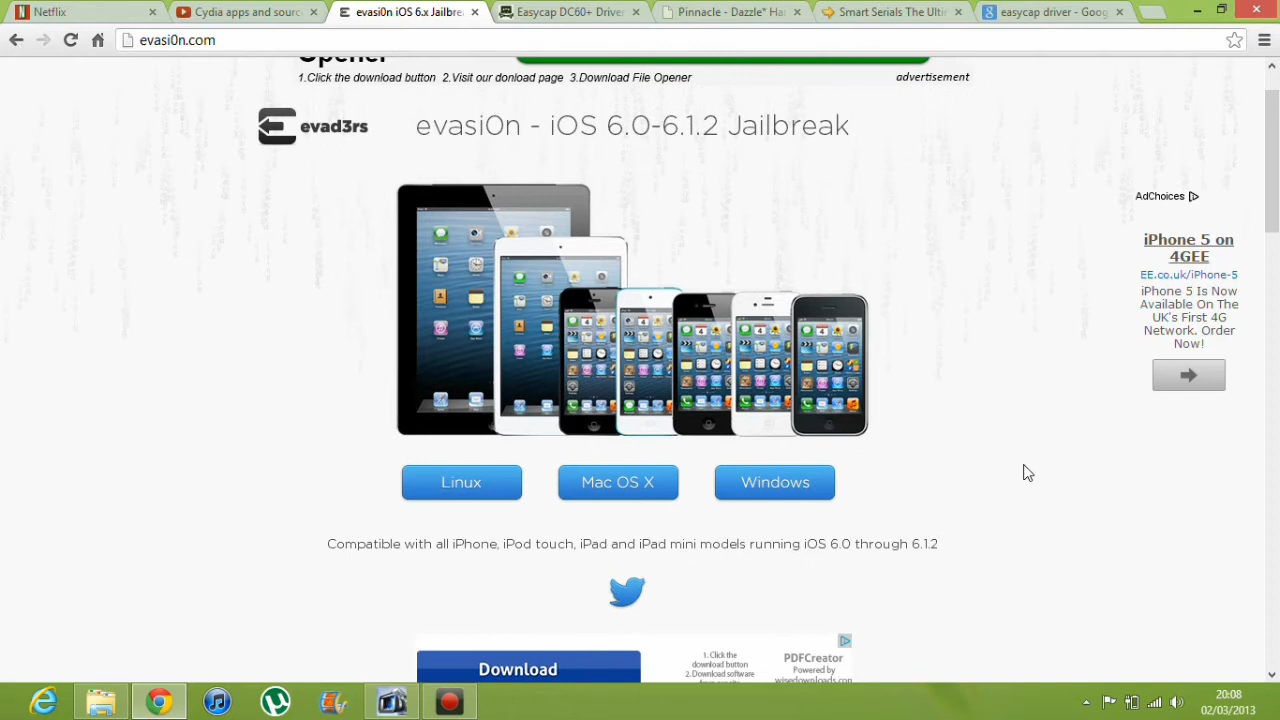 Netflix
Cydia apps and sourc
evasi0n iOS 6.x Jailbre
Easycap DC60+ Driver
Pinnacle - Dazzle* Har
Smart Serials The Ulti
easycap driver - Goog
evasi0n.com
Opener
1.Click the download button 2.Visit our donload page 3.Download File Opener
advertisement
evad3rs
evasi0n - iOS 6.0-6.1.2 Jailbreak
AdChoices
iPhone 5 on
4GEE
EE.co.uk/iPhone-5
iPhone 5 Is Now
Available On The
UK's First 4G
Network. Order
Now!
Linux
Mac OS X
Windows
Compatible with all iPhone, iPod touch, iPad and iPad mini models running iOS 6.0 through 6.1.2
Download
1. Click the
download button
2. Download software
PDFCreator
Powered by
wisedownloads.com
20:08
02/03/2013